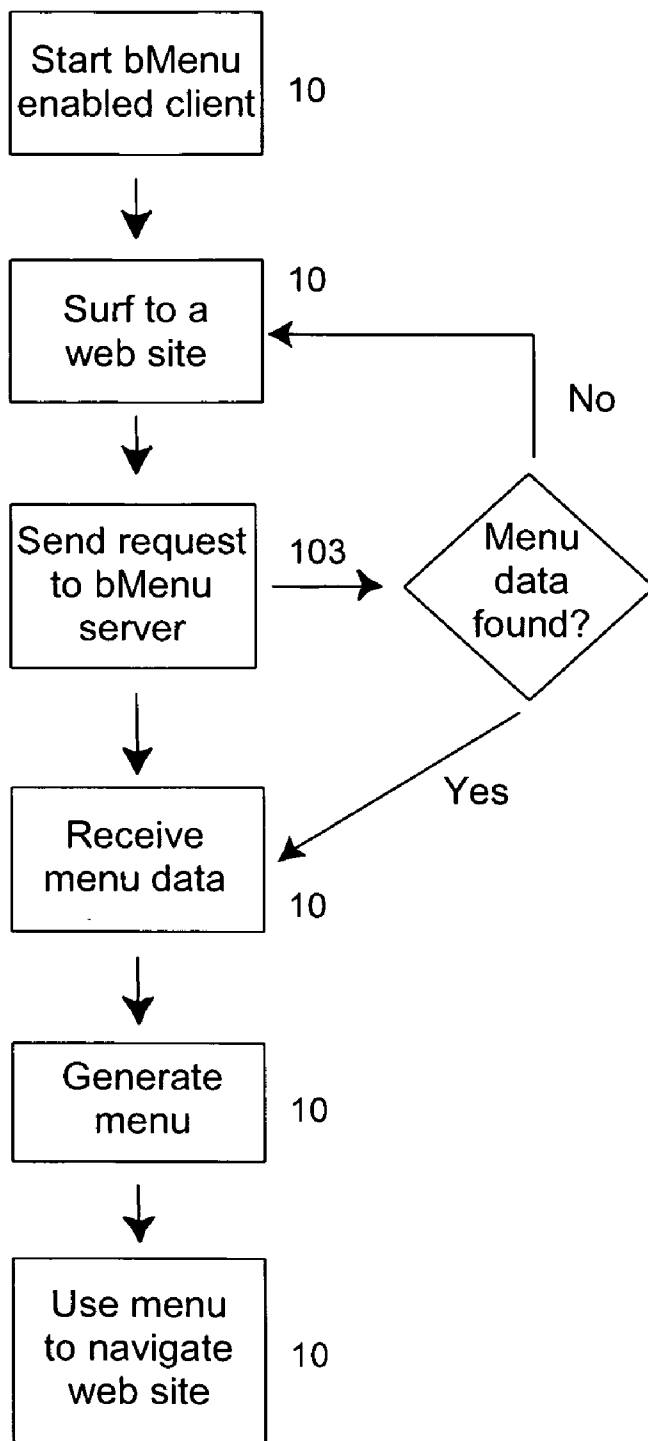 Start bMenu
enabled client
10
Surf to a
web site
10
No
Send request
to bMenu
server
103
Menu
data
found?
Yes
Receive
menu data
10
Generate
menu
10
Use menu
to navigate
web site
10